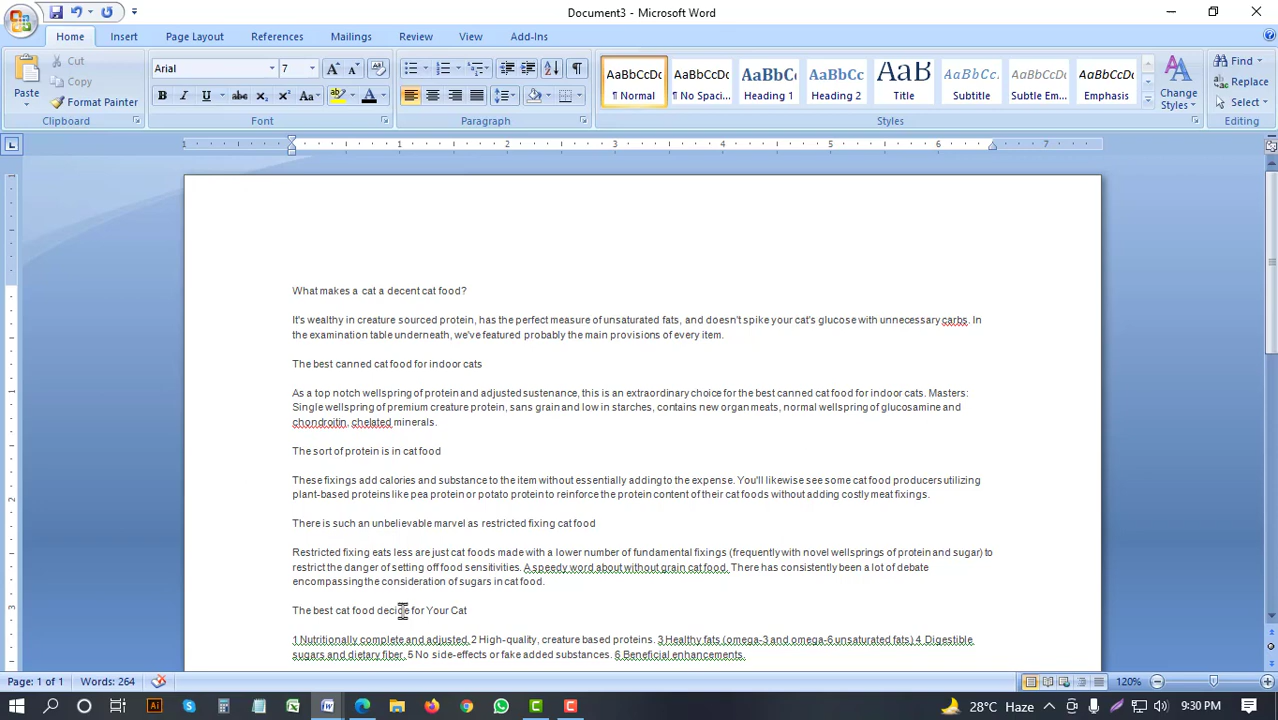 Document3 - Microsoft Word
Home Insert Page Layout References Mailings Review View Add-Ins
Paste
Cut
Copy
Format Painter
Clipboard
Arial 7
Font
Paragraph
AaBbCcDc AaBbCcDc AaBbCc AaBbCc AaB AaBbCc. AaBbCcDc AaBbCcDc
¶ Normal ¶ No Spaci... Heading 1 Heading 2 Title Subtitle Subtle Em... Emphasis
Change Styles
Styles
Find
Replace
Select
Editing
What makes a cat a decent cat food?
It's wealthy in creature sourced protein, has the perfect measure of unsaturated fats, and doesn't spike your cat's glucose with unnecessary carbs. In
the examination table underneath, we've featured probably the main provisions of every item.
The best canned cat food for indoor cats
As a top notch wellspring of protein and adjusted sustenance, this is an extraordinary choice for the best canned cat food for indoor cats. Masters:
Single wellspring of premium creature protein, sans grain and low in starches, contains new organ meats, normal wellspring of glucosamine and
chondroitin, chelated minerals.
The sort of protein is in cat food
These fixings add calories and substance to the item without essentially adding to the expense. You'll likewise see some cat food producers utilizing
plant-based proteins like pea protein or potato protein to reinforce the protein content of their cat foods without adding costly meat fixings.
There is such an unbelievable marvel as restricted fixing cat food
Restricted fixing eats less are just cat foods made with a lower number of fundamental fixings (frequently with novel wellsprings of protein and sugar) to
restrict the danger of setting off food sensitivities. A speedy word about without grain cat food. There has consistently been a lot of debate
encompassing the consideration of sugars in cat food.
The best cat food decide for Your Cat
1 Nutritionally complete and adjusted. 2 High-quality, creature based proteins. 3 Healthy fats (omega-3 and omega-6 unsaturated fats) 4 Digestible
sugars and dietary fiber. 5 No side-effects or fake added substances. 6 Beneficial enhancements.
Page: 1 of 1 Words: 264 120%
28°C Haze 9:30 PM